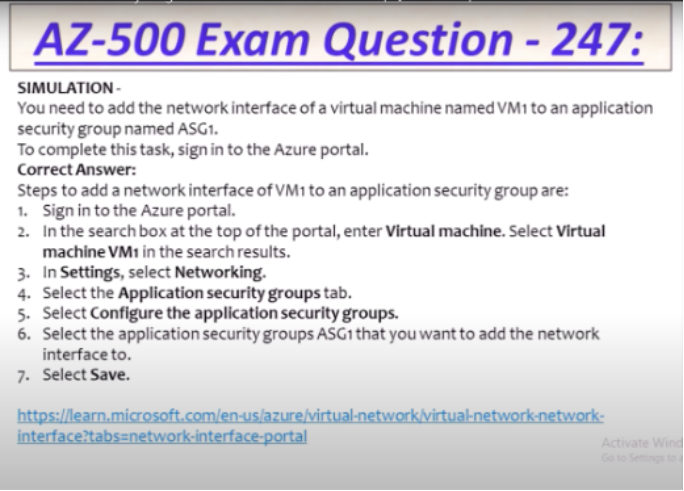 AZ-500 Exam Question - 247:
SIMULATION -
You need to add the network interface of a virtual machine named VM1 to an application
security group named ASG1.
To complete this task, sign in to the Azure portal.
Correct Answer:
Steps to add a network interface of VM1 to an application security group are:
1. Sign in to the Azure portal.
2. In the search box at the top of the portal, enter Virtual machine. Select Virtual
machine VM1 in the search results.
3. In Settings, select Networking.
4. Select the Application security groups tab.
5. Select Configure the application security groups.
6. Select the application security groups ASG1 that you want to add the network
interface to.
7. Select Save.
https://learn.microsoft.com/en-us/azure/virtual-network/virtual-network-network-
interface?tabs=network-interface-portal
Activate Wind
Go to Settings to a